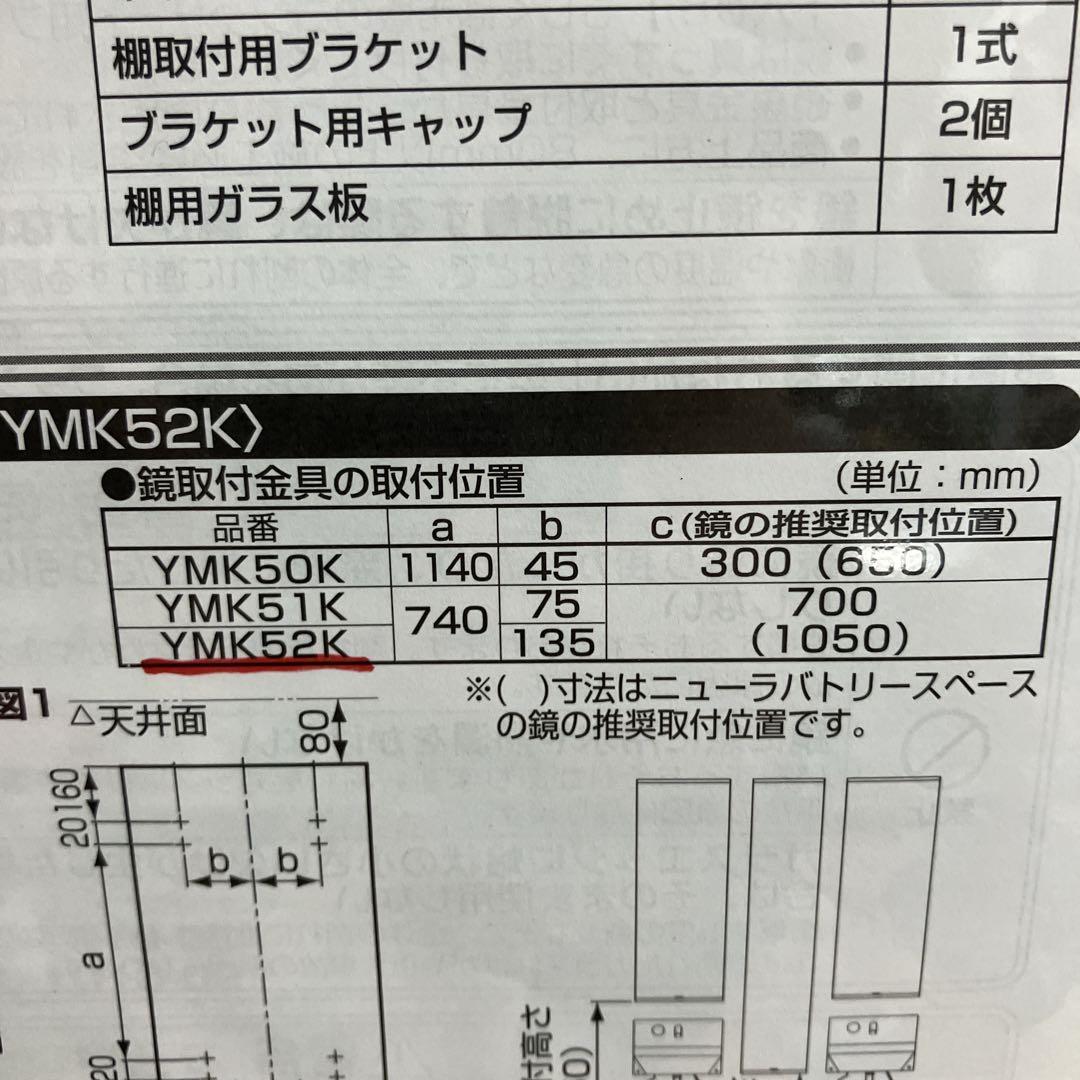 棚取付用ブラケット 1式
ブラケット用キャップ 2個
棚用ガラス板 1枚
YMK52K〉
●鏡取付金具の取付位置 (単位:mm)
品番 a b c(鏡の推奨取付位置)
YMK50K 1140 45 300(650)
YMK51K 740 75 700
YMK52K 135 (1050)
※( )寸法はニューラバトリースペース
の鏡の推奨取付位置です。
図1 △天井面 80
160
20
b b
a
20
付高さ